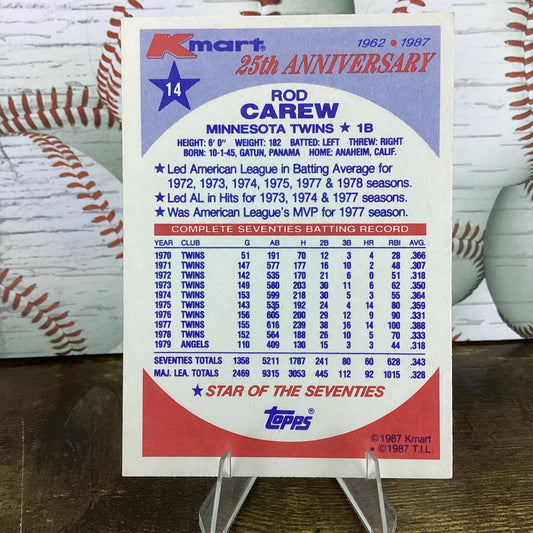 Kmart® 1962 • 1987
25th ANNIVERSARY
14
ROD
CAREW
MINNESOTA TWINS ★ 1B
HEIGHT: 6' 0" WEIGHT: 182 BATTED: LEFT THREW: RIGHT
BORN: 10-1-45, GATUN, PANAMA HOME: ANAHEIM, CALIF.
★ Led American League in Batting Average for
1972, 1973, 1974, 1975, 1977 & 1978 seasons.
★ Led AL in Hits for 1973, 1974 & 1977 seasons.
★ Was American League's MVP for 1977 season.
COMPLETE SEVENTIES BATTING RECORD
YEAR CLUB G AB H 2B 3B HR RBI AVG.
1970 TWINS 51 191 70 12 3 4 28 .366
1971 TWINS 147 577 177 16 10 2 48 .307
1972 TWINS 142 535 170 21 6 0 51 .318
1973 TWINS 149 580 203 30 11 6 62 .350
1974 TWINS 153 599 218 30 5 3 55 .364
1975 TWINS 143 535 192 24 4 14 80 .359
1976 TWINS 156 605 200 29 12 9 90 .331
1977 TWINS 155 616 239 38 16 14 100 .388
1978 TWINS 152 564 188 26 10 5 70 .333
1979 ANGELS 110 409 130 15 3 3 44 .318
SEVENTIES TOTALS 1358 5211 1787 241 80 60 628 .343
MAJ. LEA. TOTALS 2469 9315 3053 445 112 92 1015 .328
★ STAR OF THE SEVENTIES
topps®
©1987 Kmart
• ©1987 T.I.L.